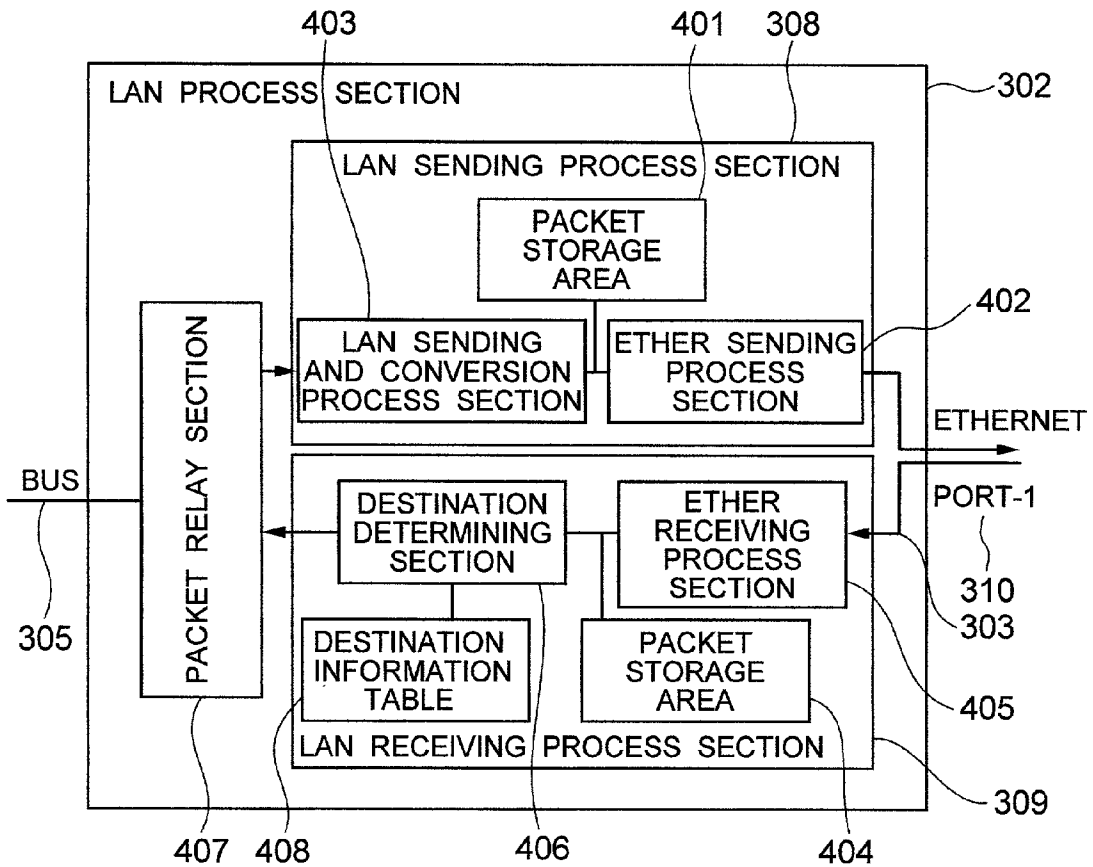 403
401
308
302
LAN PROCESS SECTION
LAN SENDING PROCESS SECTION
PACKET
STORAGE
AREA
402
LAN SENDING
AND CONVERSION
PROCESS SECTION
ETHER SENDING
PROCESS
SECTION
PACKET RELAY SECTION
ETHERNET
BUS
305
DESTINATION
DETERMINING
SECTION
ETHER
RECEIVING
PROCESS
SECTION
PORT-1
310
303
DESTINATION
INFORMATION
TABLE
PACKET
STORAGE
AREA
405
LAN RECEIVING PROCESS SECTION
309
407
408
406
404